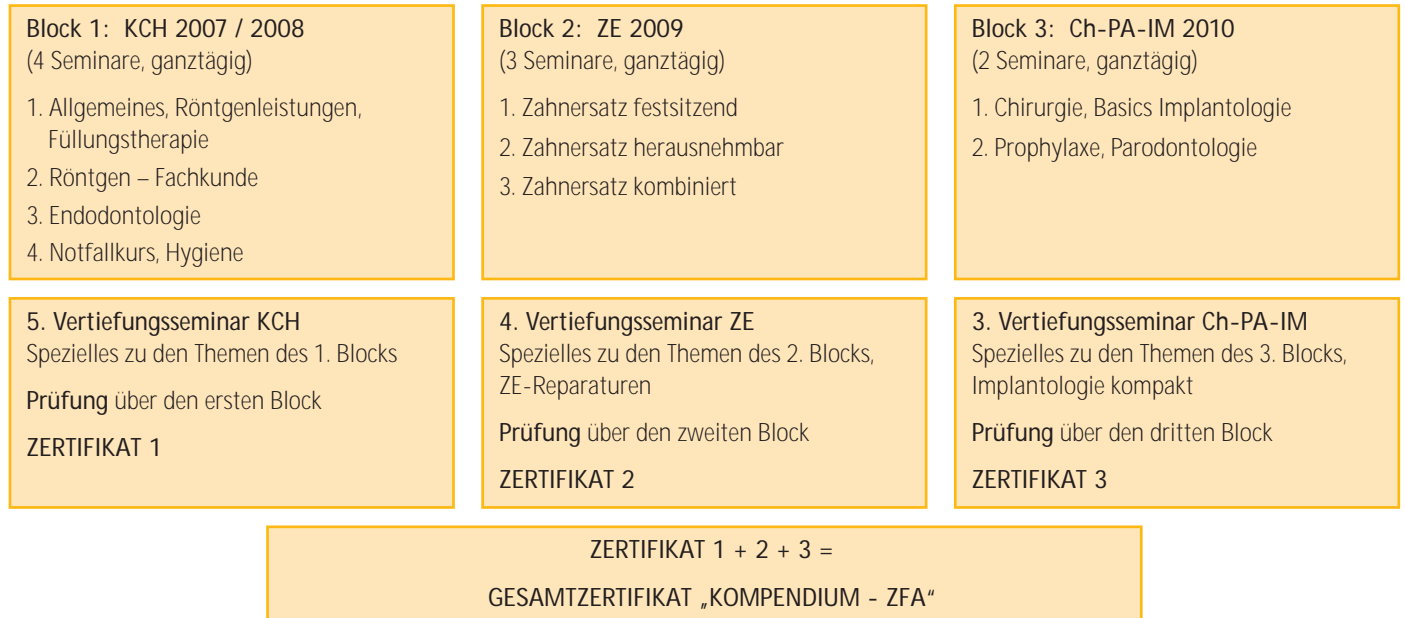 Block 1: KCH 2007 / 2008
(4 Seminare, ganztägig)
1. Allgemeines, Röntgenleistungen,
Füllungstherapie
2. Röntgen – Fachkunde
3. Endodontologie
4. Notfallkurs, Hygiene
Block 2: ZE 2009
(3 Seminare, ganztägig)
1. Zahnersatz festsitzend
2. Zahnersatz herausnehmbar
3. Zahnersatz kombiniert
Block 3: Ch-PA-IM 2010
(2 Seminare, ganztägig)
1. Chirurgie, Basics Implantologie
2. Prophylaxe, Parodontologie
5. Vertiefungsseminar KCH
Spezielles zu den Themen des 1. Blocks
Prüfung über den ersten Block
ZERTIFIKAT 1
4. Vertiefungsseminar ZE
Spezielles zu den Themen des 2. Blocks,
ZE-Reparaturen
Prüfung über den zweiten Block
ZERTIFIKAT 2
3. Vertiefungsseminar Ch-PA-IM
Spezielles zu den Themen des 3. Blocks,
Implantologie kompakt
Prüfung über den dritten Block
ZERTIFIKAT 3
ZERTIFIKAT 1 + 2 + 3 =
GESAMTZERTIFIKAT „KOMPENDIUM - ZFA“